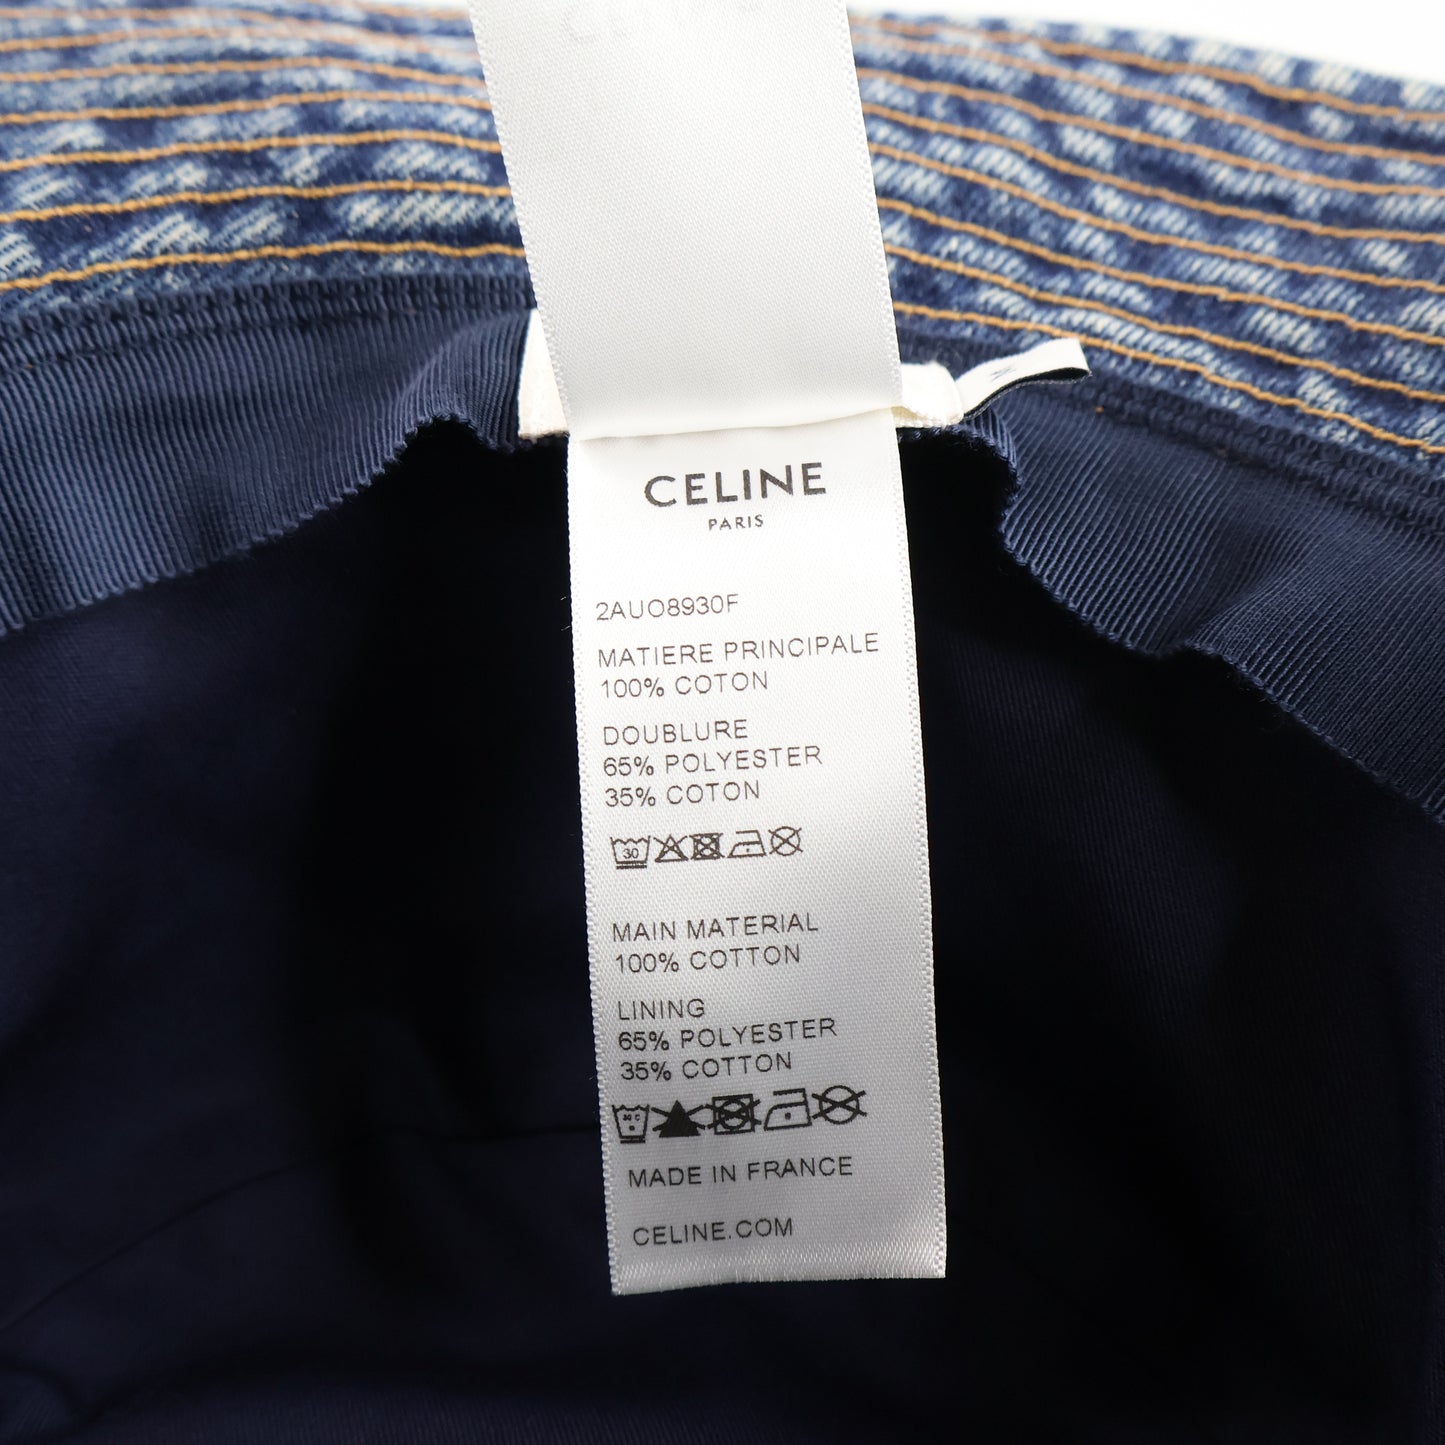 CELINE
PARIS
2AUO8930F
MATIERE PRINCIPALE
100% COTON
DOUBLURE
65% POLYESTER
35% COTON
30
MAIN MATERIAL
100% COTTON
LINING
65% POLYESTER
35% COTTON
MADE IN FRANCE
CELINE.COM